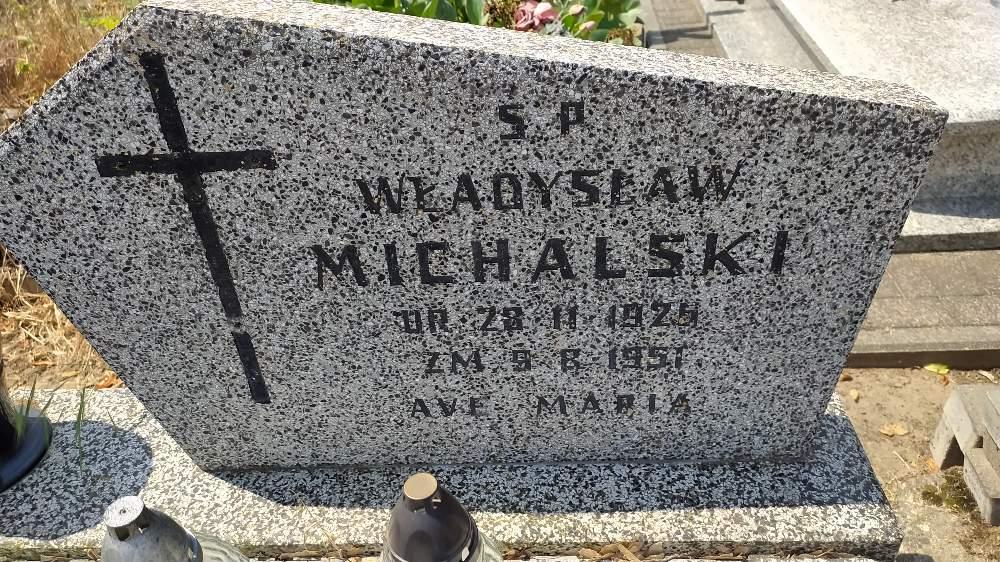 S P
WŁADYSŁAW
MICHALSKI
UR·28·11·1925
ZM·9·8·1951
AVE MARIA